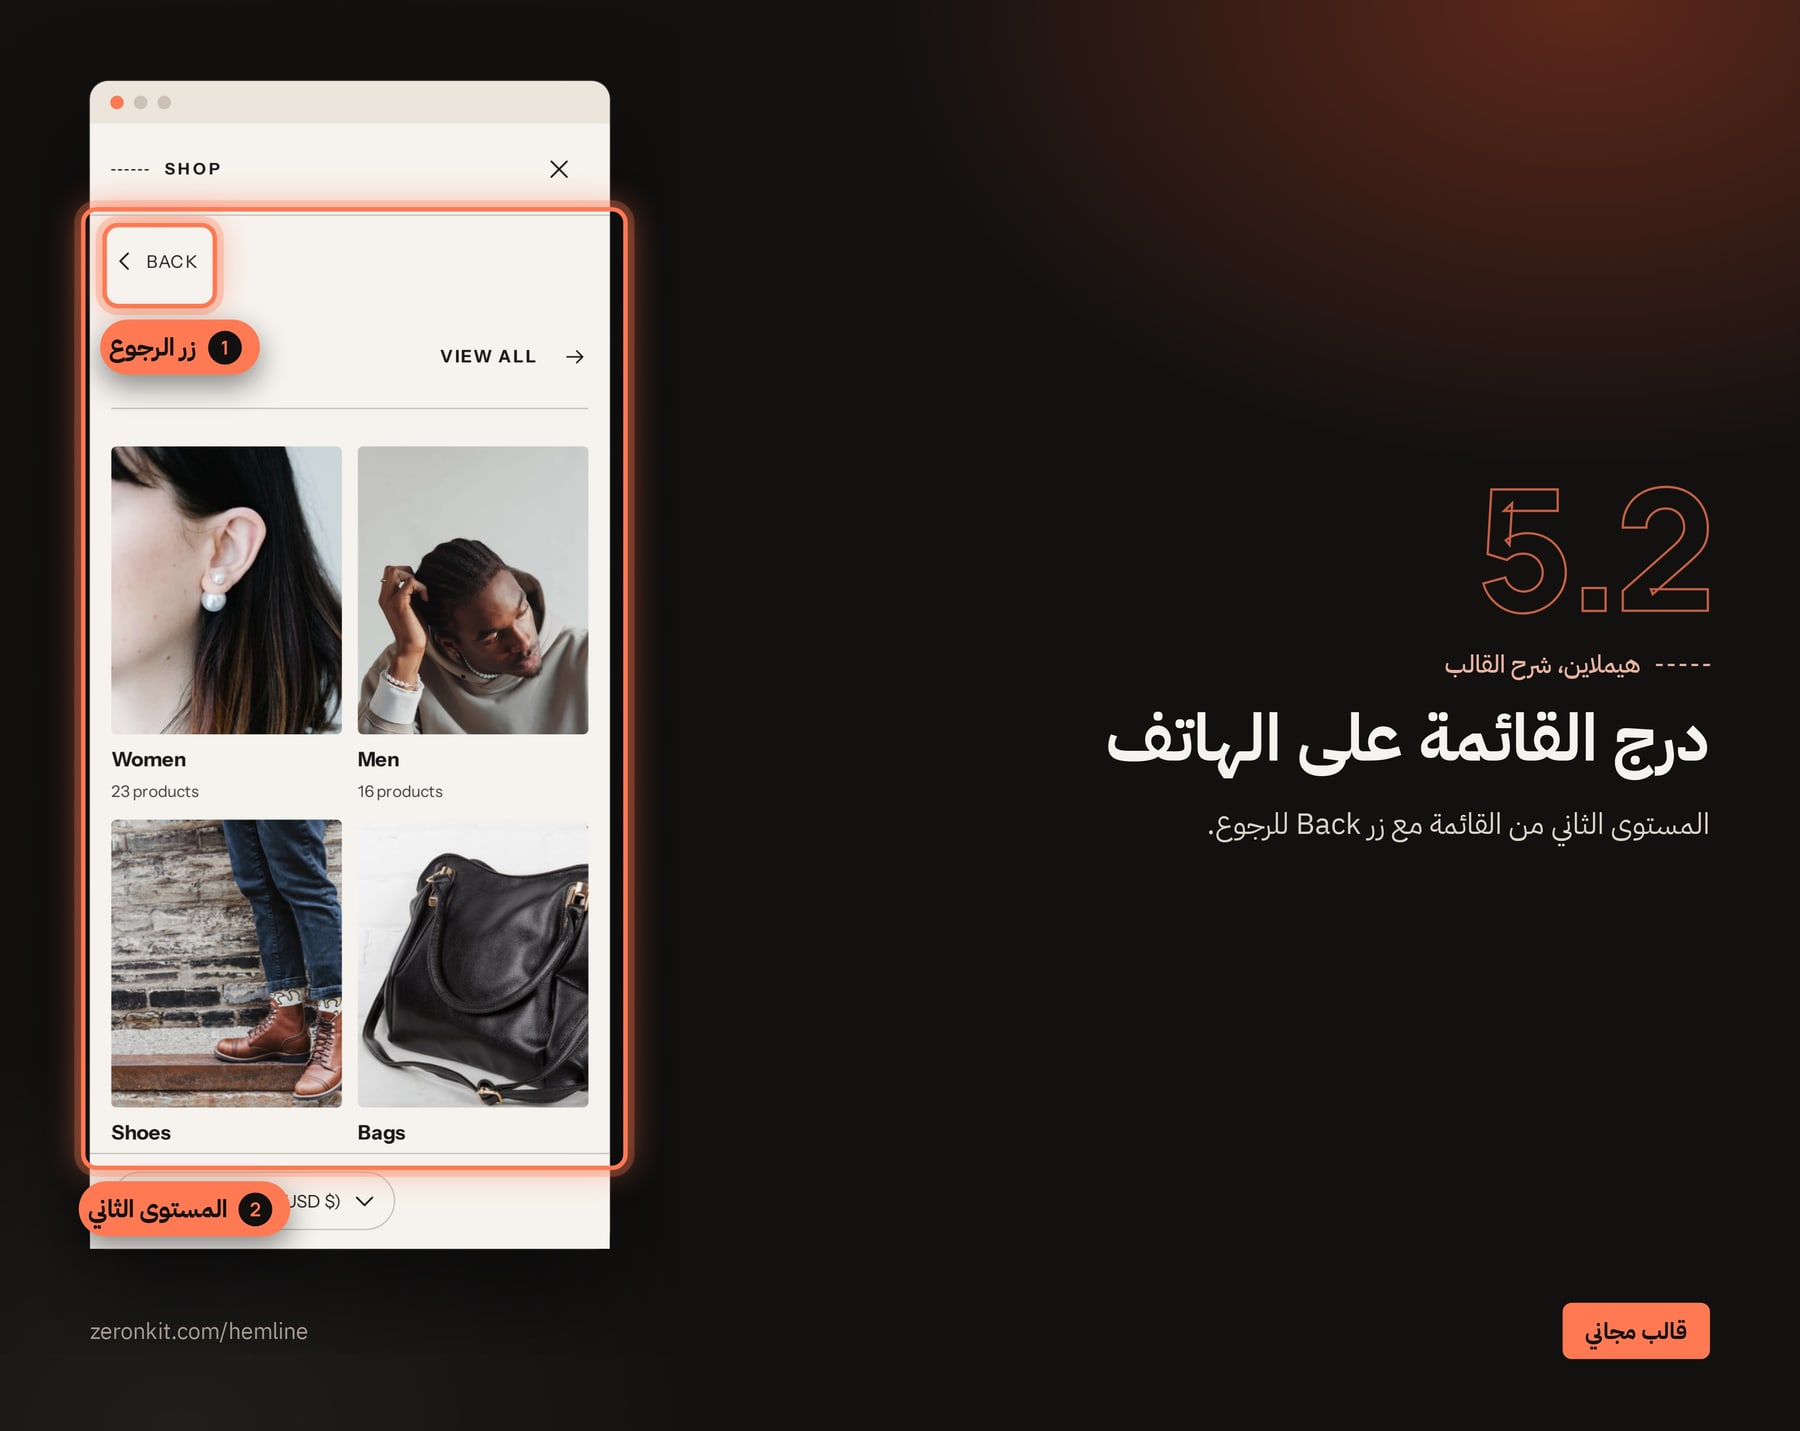 SHOP
BACK
زر الرجوع 1
VIEW ALL
Women
23 products
Men
16 products
Shoes
Bags
المستوى الثاني 2
USD $)
5.2
هيملاين، شرح القالب
درج القائمة على الهاتف
المستوى الثاني من القائمة مع زر Back للرجوع.
zeronkit.com/hemline
قالب مجاني